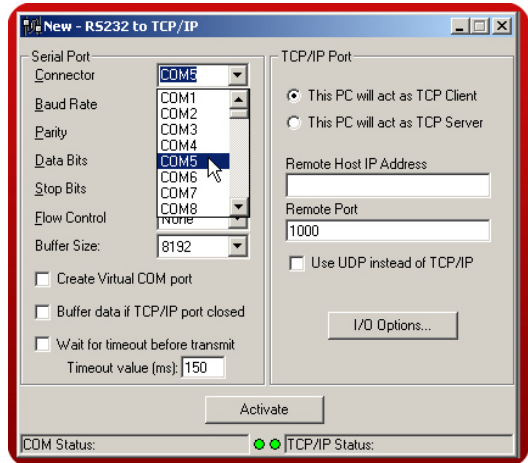 New - RS232 to TCP/IP
Serial Port
Connector
COM5
COM1
COM2
COM3
COM4
COM5
COM6
COM7
COM8
Baud Rate
Parity
Data Bits
Stop Bits
Flow Control
None
Buffer Size:
8192
Create Virtual COM port
Buffer data if TCP/IP port closed
Wait for timeout before transmit
Timeout value (ms): 150
TCP/IP Port
This PC will act as TCP Client
This PC will act as TCP Server
Remote Host IP Address
Remote Port
1000
Use UDP instead of TCP/IP
I/O Options...
Activate
COM Status:
TCP/IP Status: